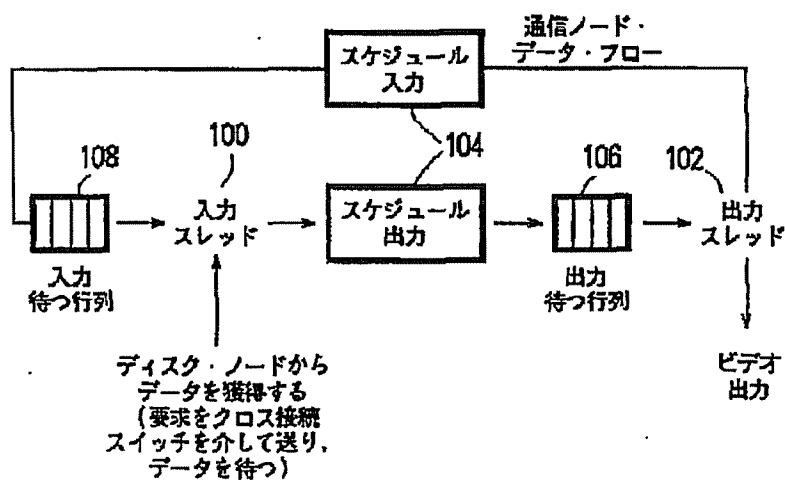 通信ノード・
データ・フロー
スケジュール
入力
100
104
108
106
102
入力
スレッド
スケジュール
出力
出力
スレッド
入力
待つ行列
出力
待つ行列
ディスク・ノードから
データを獲得する
(要求をクロス接続
スイッチを介して送り,
データを待つ)
ビデオ
出力